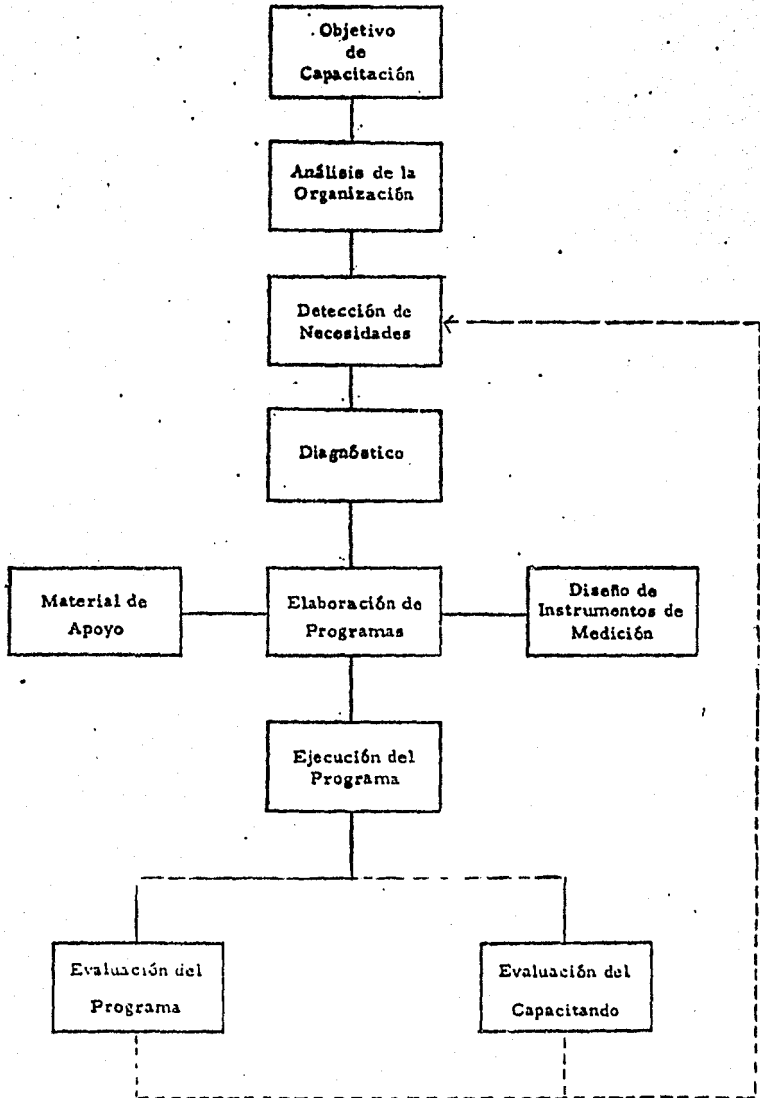 Objetivo
de
Capacitación
Análisis de la
Organización
Detección de
Necesidades
Diagnóstico
Material de
Apoyo
Elaboración de
Programas
Diseño de
Instrumentos de
Medición
Ejecución del
Programa
Evaluación del
Programa
Evaluación del
Capacitando